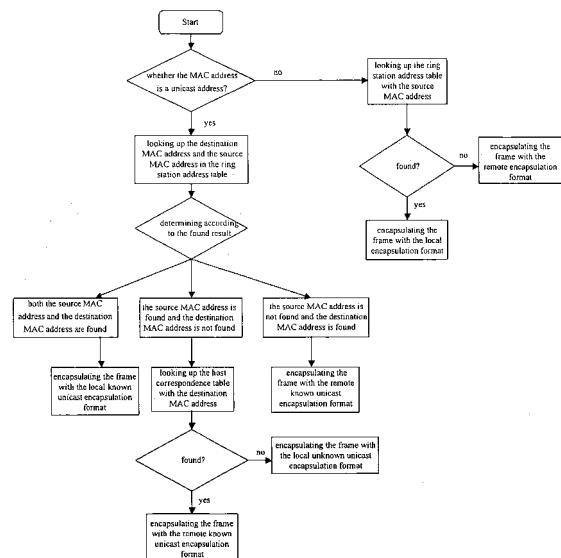 Start
whether the MAC address
is a unicast address?
no
looking up the ring
station address table
with the source
MAC address
yes
looking up the destination
MAC address and the source
MAC address in the ring
station address table
found?
no
encapsulating the
frame with the
remote encapsulation
format
yes
encapsulating the
frame with the local
encapsulation format
determining according
to the found result
both the source MAC
address and the destination
MAC address are found
the source MAC address is
found and the destination
MAC address is not found
the source MAC address is
not found and the destination
MAC address is found
encapsulating the frame
with the local known
unicast encapsulation
format
looking up the host
correspondence table
with the destination
MAC address
encapsulating the
frame with the remote
known unicast
encapsulation format
found?
no
encapsulating the frame with
the local unknown unicast
encapsulation format
yes
encapsulating the frame
with the remote known
unicast encapsulation format